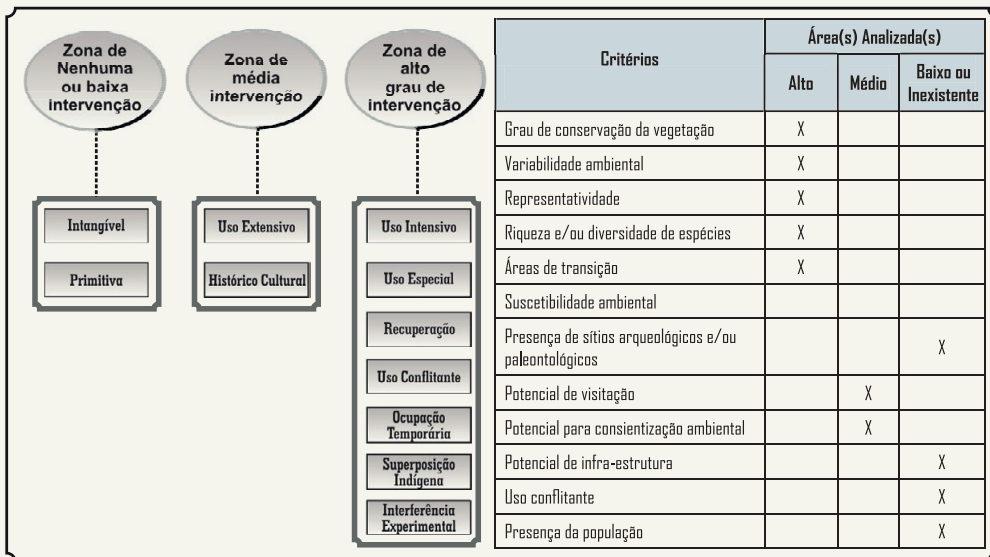 Zona de
Nenhuma
ou baixa
intervenção
Zona de
média
intervenção
Zona de
alto
grau de
intervenção
Intangível
Primitiva
Uso Extensivo
Histórico Cultural
Uso Intensivo
Uso Especial
Recuperação
Uso Conflitante
Ocupação
Temporária
Superposição
Indígena
Interferência
Experimental
Critérios
Área(s) Analizada(s)
Alto
Médio
Baixo ou
Inexistente
Grau de conservação da vegetação X
Variabilidade ambiental X
Representatividade X
Riqueza e/ou diversidade de espécies X
Áreas de transição X
Suscetibilidade ambiental
Presença de sítios arqueológicos e/ou
paleontológicos X
Potencial de visitação X
Potencial para consientização ambiental X
Potencial de infra-estrutura X
Uso conflitante X
Presença da população X